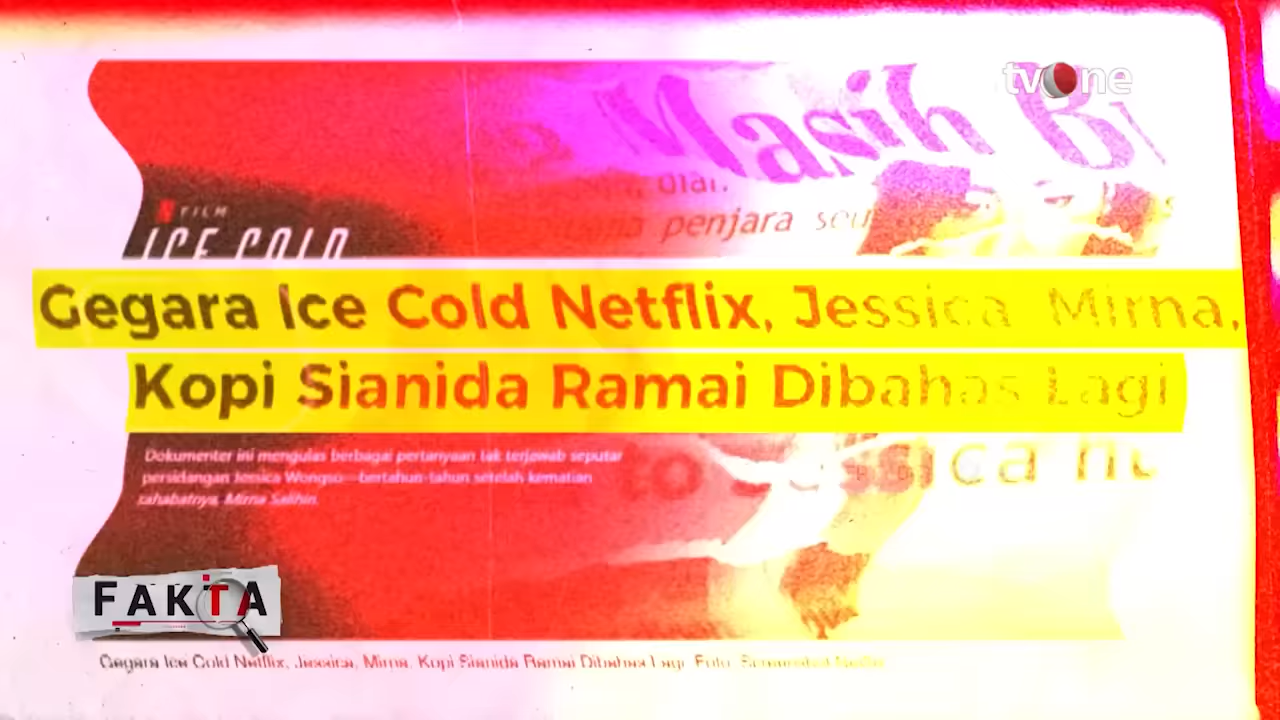 tvOne
Masih
penjara
FILM
ICE COLD
Gegara Ice Cold Netflix, Jessica Mirna,
Kopi Sianida Ramai Dibahas Lagi
Dokumenter ini mengulas berbagai pertanyaan tak terjawab seputar
persidangan Jessica Wongso—bertahun-tahun setelah kematian
sahabatnya, Mirna Salihin.
FAKTA
Gegara Ice Cold Netflix, Jessica, Mirna, Kopi Sianida Ramai Dibahas Lagi. Foto: